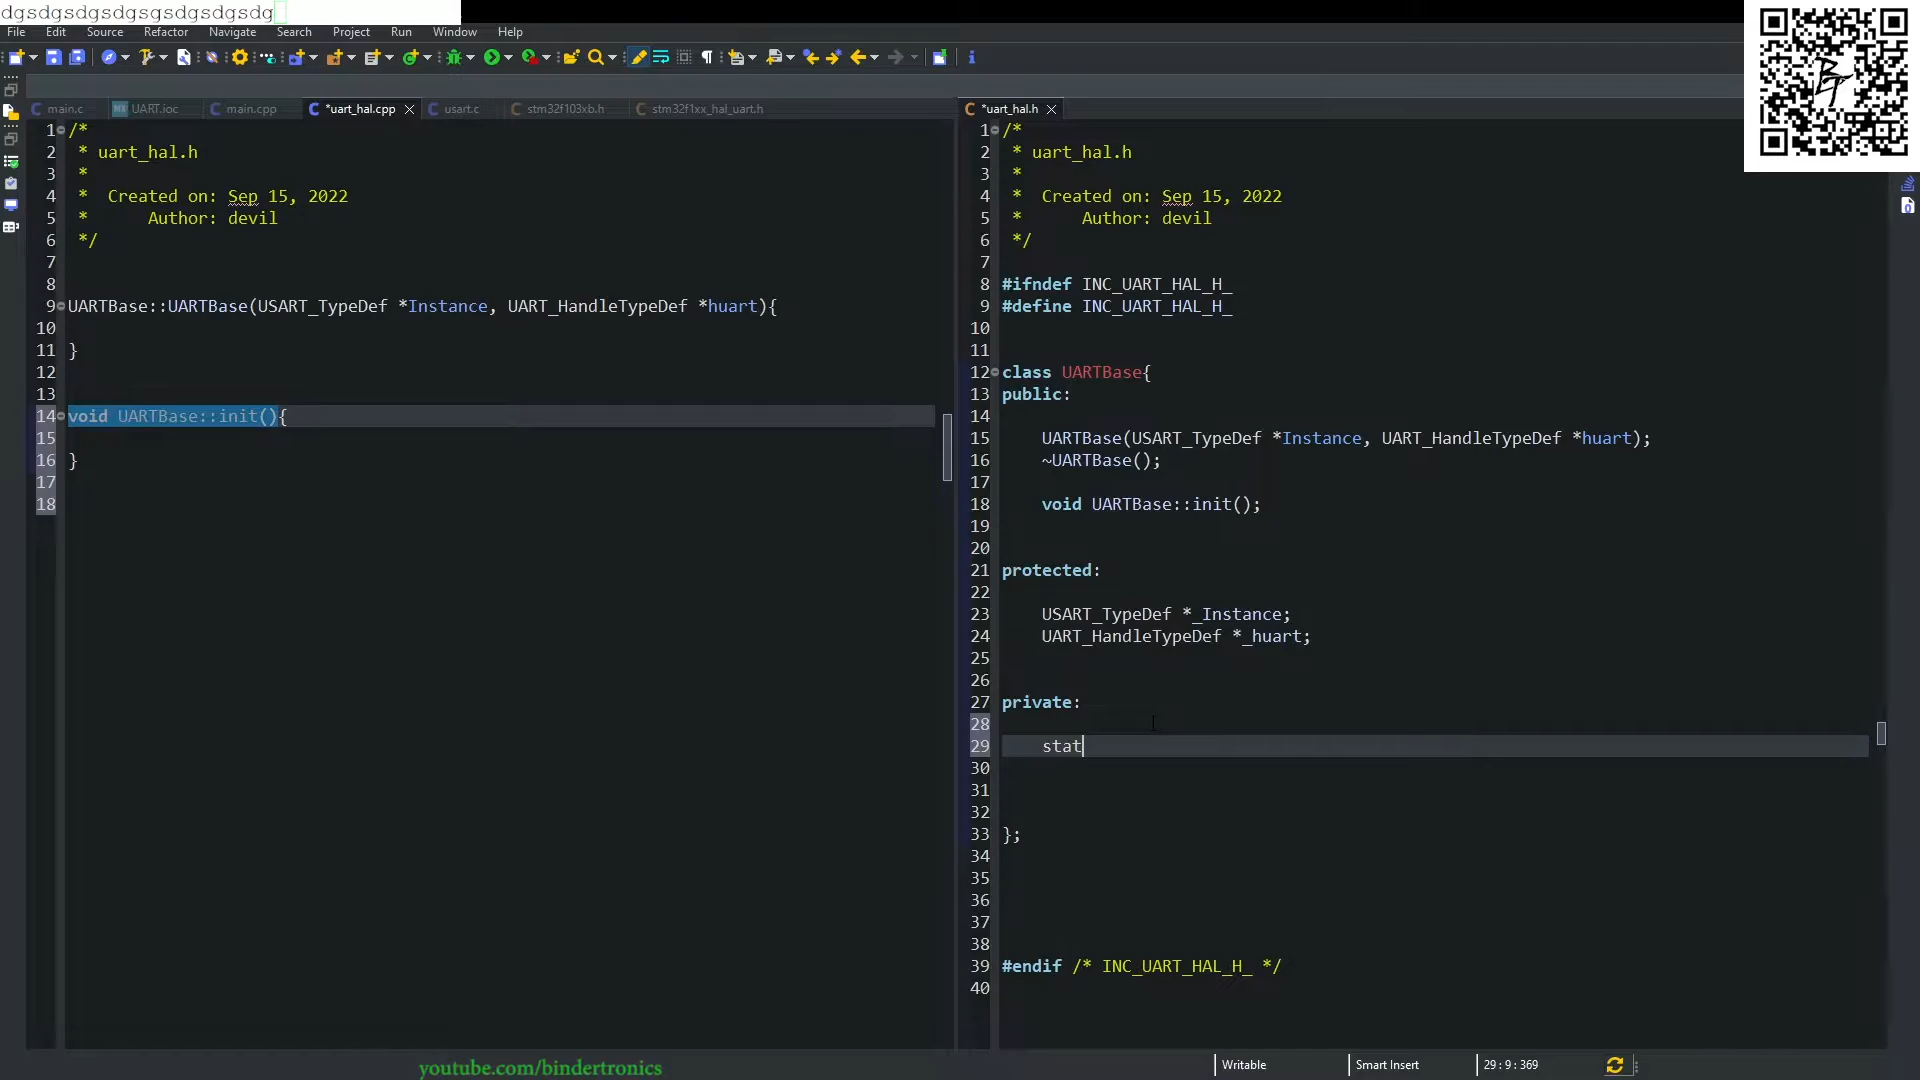 dgsdgsdgsdgsgsdgsdgsdg
File Edit Source Refactor Navigate Search Project Run Window Help
main.c UART.ioc main.cpp *uart_hal.cpp usart.c stm32f103xb.h stm32f1xx_hal_uart.h
1 /*
2 * uart_hal.h
3 *
4 * Created on: Sep 15, 2022
5 * Author: devil
6 */
7
8
9 UARTBase::UARTBase(USART_TypeDef *Instance, UART_HandleTypeDef *huart){
10
11 }
12
13
14 void UARTBase::init(){
15
16 }
17
18
*uart_hal.h
1 /*
2 * uart_hal.h
3 *
4 * Created on: Sep 15, 2022
5 * Author: devil
6 */
7
8 #ifndef INC_UART_HAL_H_
9 #define INC_UART_HAL_H_
10
11
12 class UARTBase{
13 public:
14
15 UARTBase(USART_TypeDef *Instance, UART_HandleTypeDef *huart);
16 ~UARTBase();
17
18 void UARTBase::init();
19
20
21 protected:
22
23 USART_TypeDef *_Instance;
24 UART_HandleTypeDef *_huart;
25
26
27 private:
28
29 stat
30
31
32
33 };
34
35
36
37
38
39 #endif /* INC_UART_HAL_H_ */
40
BT
youtube.com/bindertronics
Writable Smart Insert 29:9:369